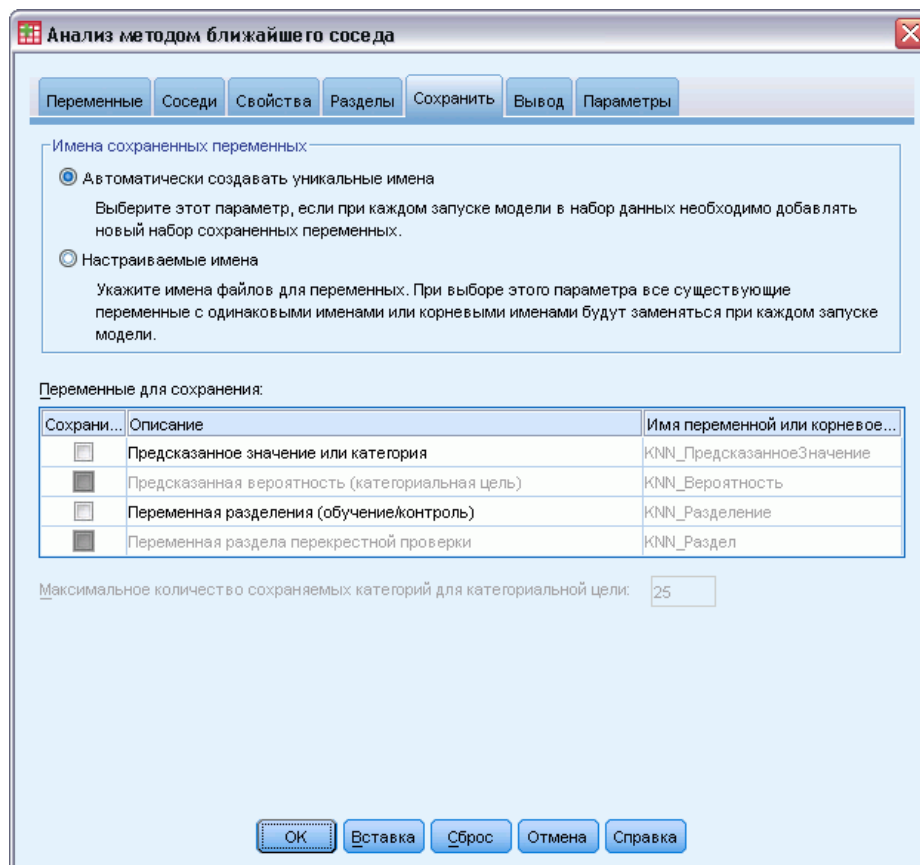 Анализ методом ближайшего соседа
Переменные Соседи Свойства Разделы Сохранить Вывод Параметры
Имена сохраненных переменных
Автоматически создавать уникальные имена
Выберите этот параметр, если при каждом запуске модели в набор данных необходимо добавлять
новый набор сохраненных переменных.
Настраиваемые имена
Укажите имена файлов для переменных. При выборе этого параметра все существующие
переменные с одинаковыми именами или корневыми именами будут заменяться при каждом запуске
модели.
Переменные для сохранения:
Сохрани... Описание Имя переменной или корневое...
Предсказанное значение или категория KNN_ПредсказанноеЗначение
Предсказанная вероятность (категориальная цель) KNN_Вероятность
Переменная разделения (обучение/контроль) KNN_Разделение
Переменная раздела перекрестной проверки KNN_Раздел
Максимальное количество сохраняемых категорий для категориальной цели: 25
OK Вставка Сброс Отмена Справка